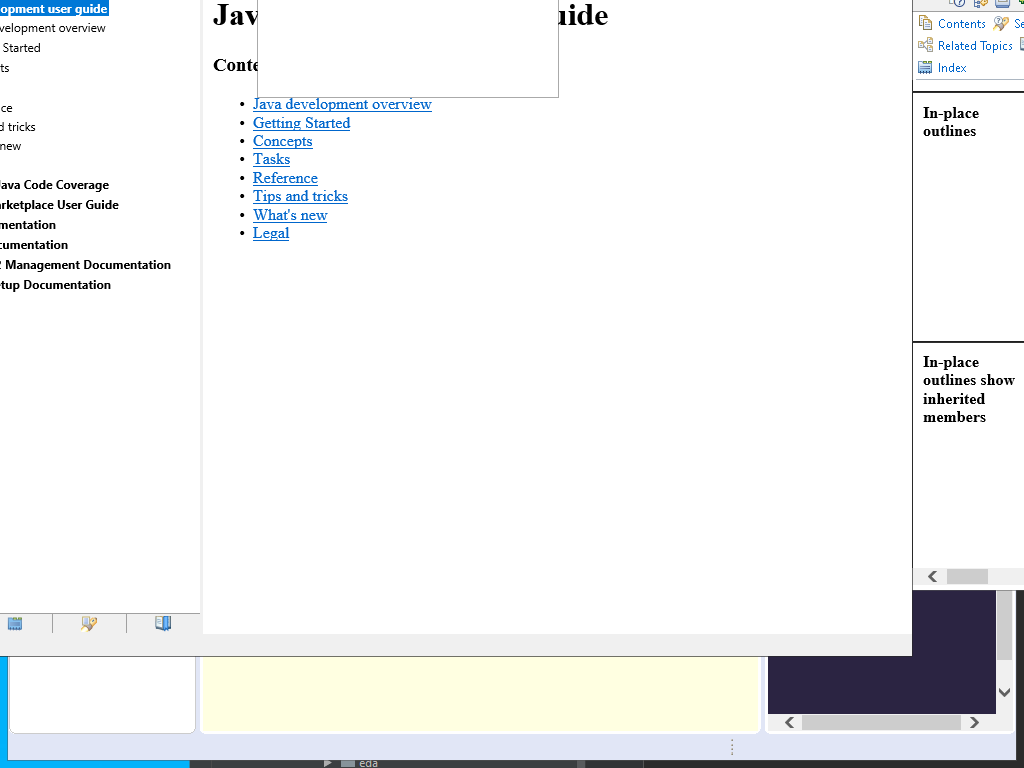 opment user guide
velopment overview
Started
ts
ce
d tricks
new
Java Code Coverage
rketplace User Guide
mentation
cumentation
2 Management Documentation
tup Documentation
Jav
uide
Conte
• Java development overview
• Getting Started
• Concepts
• Tasks
• Reference
• Tips and tricks
• What's new
• Legal
Contents Se
Related Topics
Index
In-place
outlines
In-place
outlines show
inherited
members
eda